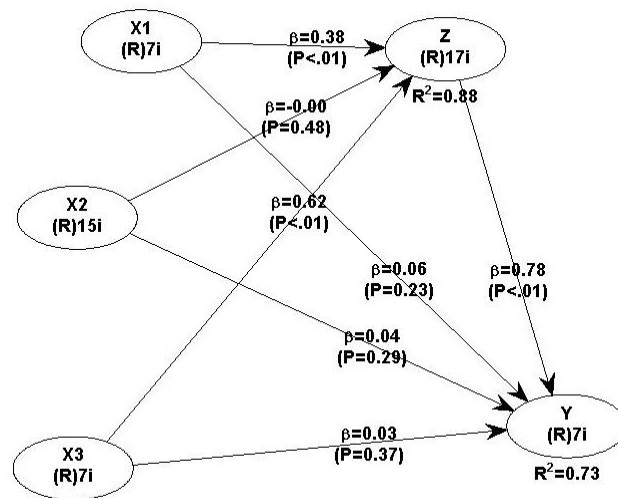 X1
(R)7i
Z
(R)17i
R²=0.88
β=0.38
(P<.01)
β=-0.00
(P=0.48)
X2
(R)15i
β=0.62
(P<.01)
β=0.06
(P=0.23)
β=0.78
(P<.01)
β=0.04
(P=0.29)
Y
(R)7i
R²=0.73
X3
(R)7i
β=0.03
(P=0.37)